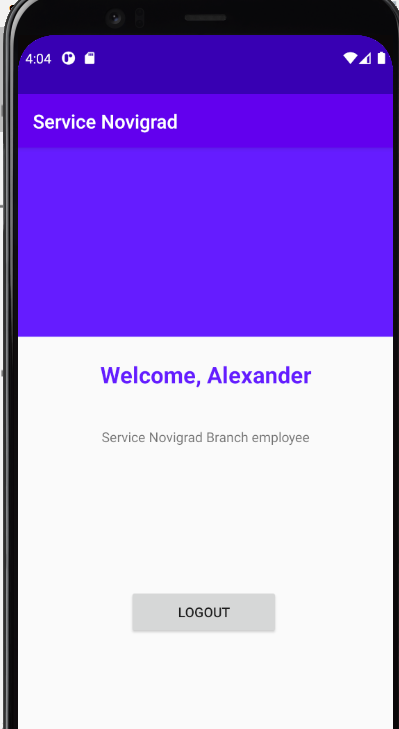 4:04
Service Novigrad
Welcome, Alexander
Service Novigrad Branch employee
LOGOUT